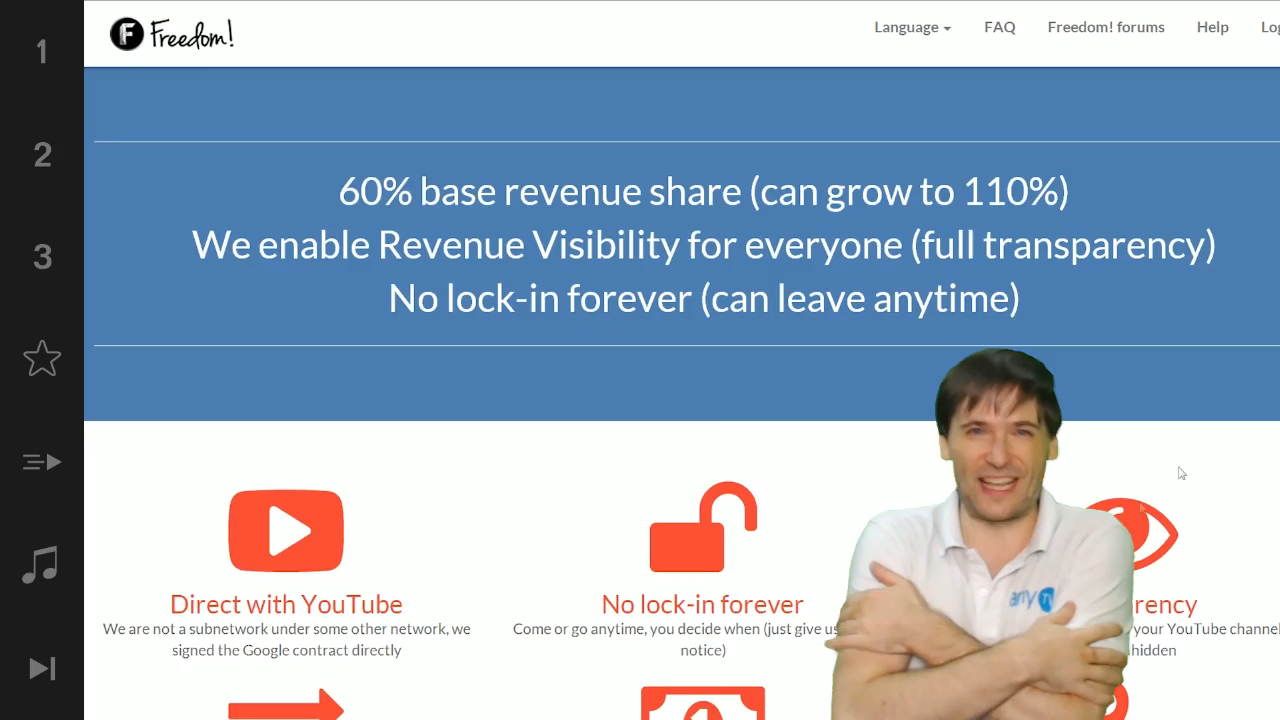 1
2
3
F Freedom!
Language
FAQ
Freedom! forums
Help
60% base revenue share (can grow to 110%)
We enable Revenue Visibility for everyone (full transparency)
No lock-in forever (can leave anytime)
Direct with YouTube
We are not a subnetwork under some other network, we
signed the Google contract directly
No lock-in forever
Come or go anytime, you decide when (just give us
notice)
your YouTube channel
hidden